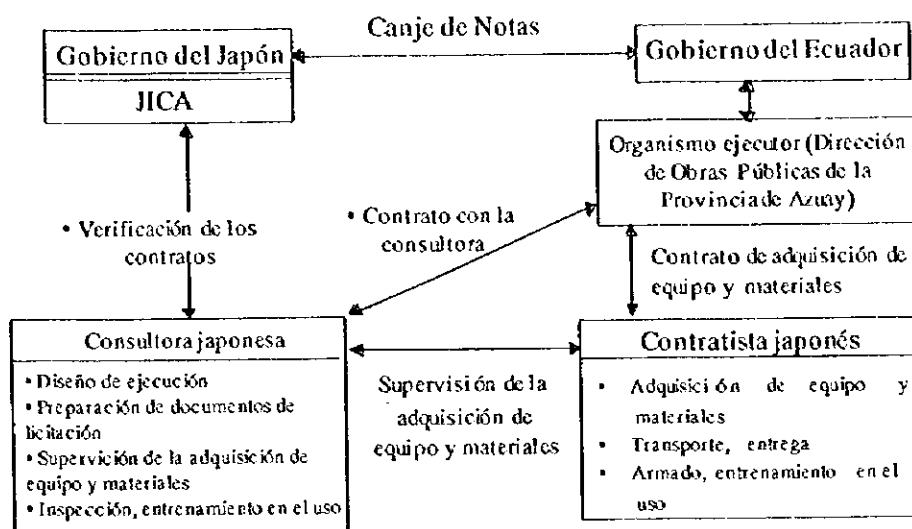 Canje de Notas
Gobierno del Japón
JICA
Gobierno del Ecuador
Organismo ejecutor (Dirección
de Obras Públicas de la
Provincia de Azuay)
• Verificación de los
contratos
• Contrato con la
consultora
Contrato de adquisición de
equipo y materiales
Consultora japonesa
• Diseño de ejecución
• Preparación de documentos de
licitación
• Supervición de la adquisición de
equipo y materiales
• Inspección, entrenamiento en el uso
Supervisión de la
adquisición de
equipo y materiales
Contratista japonés
• Adquisición de equipo y
materiales
• Transporte, entrega
• Armado, entrenamiento en el
uso